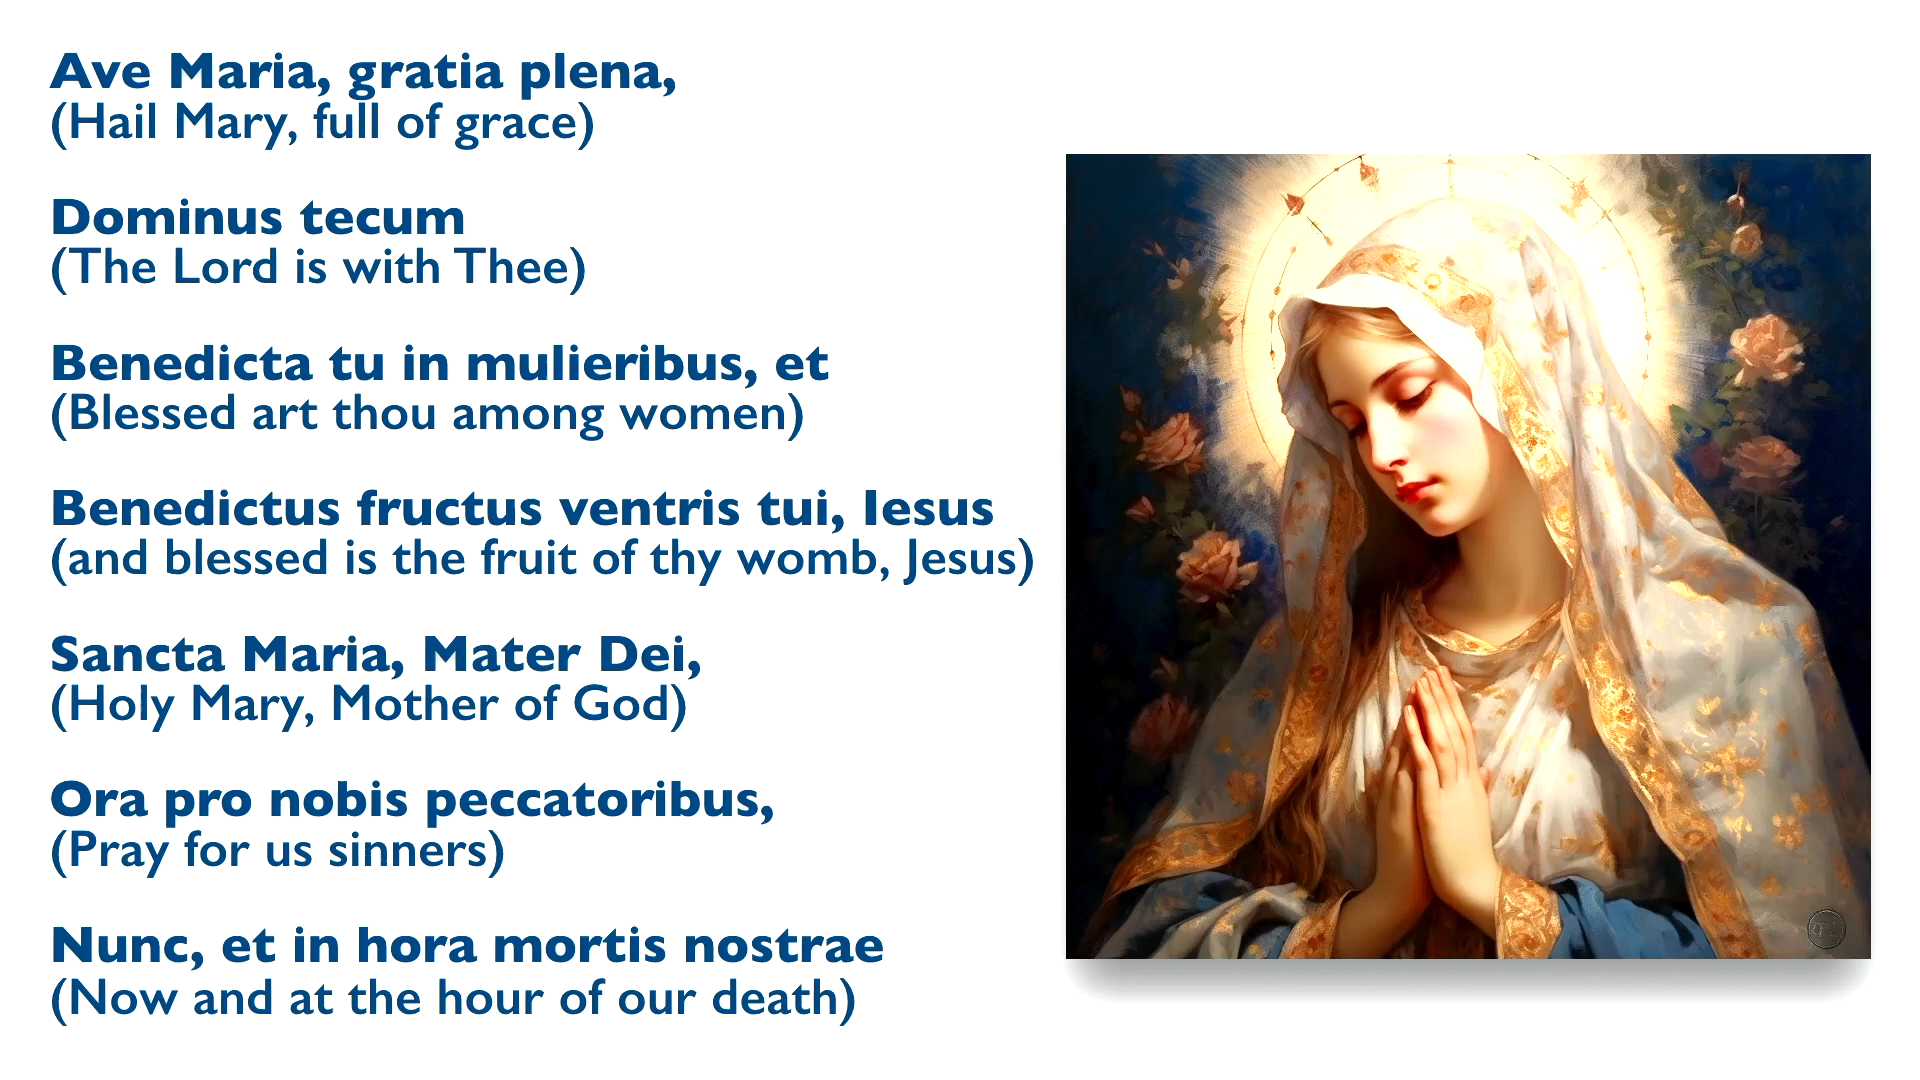 Ave Maria, gratia plena,
(Hail Mary, full of grace)
Dominus tecum
(The Lord is with Thee)
Benedicta tu in mulieribus, et
(Blessed art thou among women)
Benedictus fructus ventris tui, Iesus
(and blessed is the fruit of thy womb, Jesus)
Sancta Maria, Mater Dei,
(Holy Mary, Mother of God)
Ora pro nobis peccatoribus,
(Pray for us sinners)
Nunc, et in hora mortis nostrae
(Now and at the hour of our death)